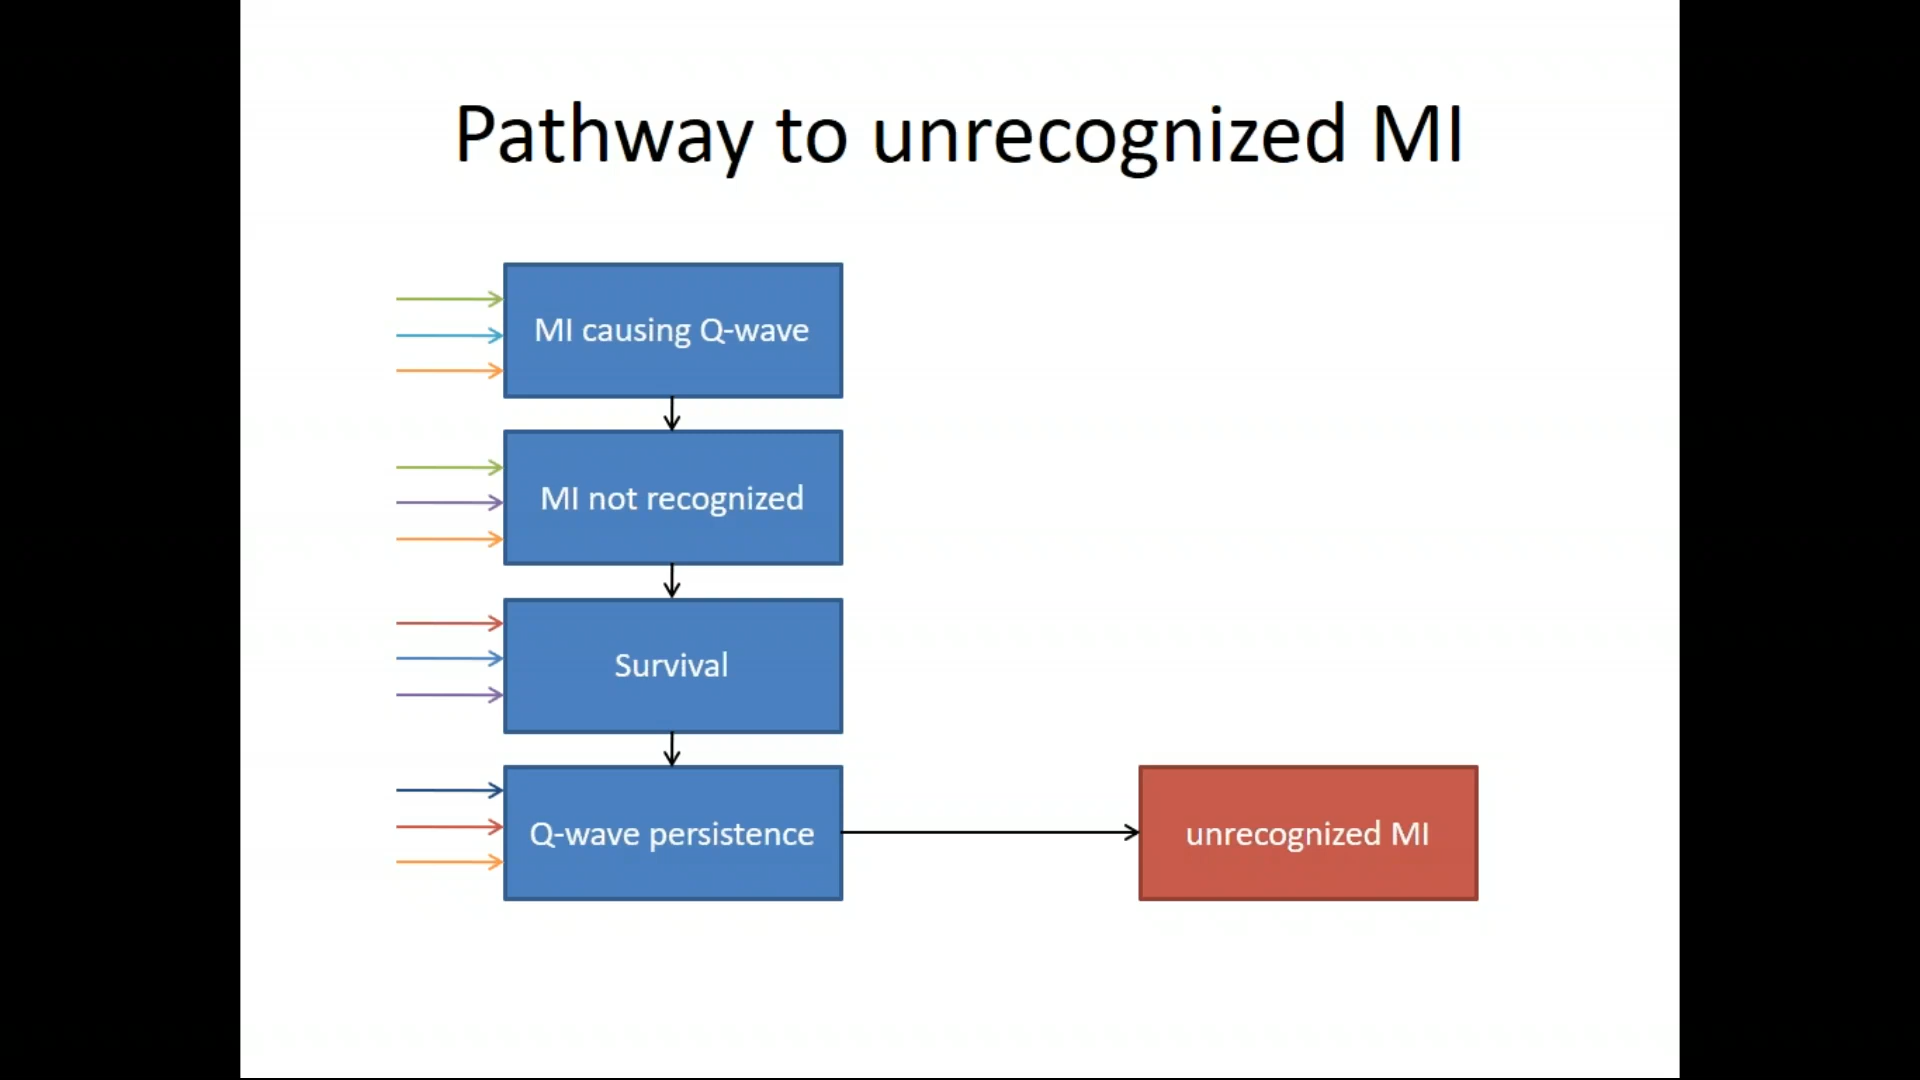 Pathway to unrecognized MI
MI causing Q-wave
MI not recognized
Survival
Q-wave persistence
unrecognized MI